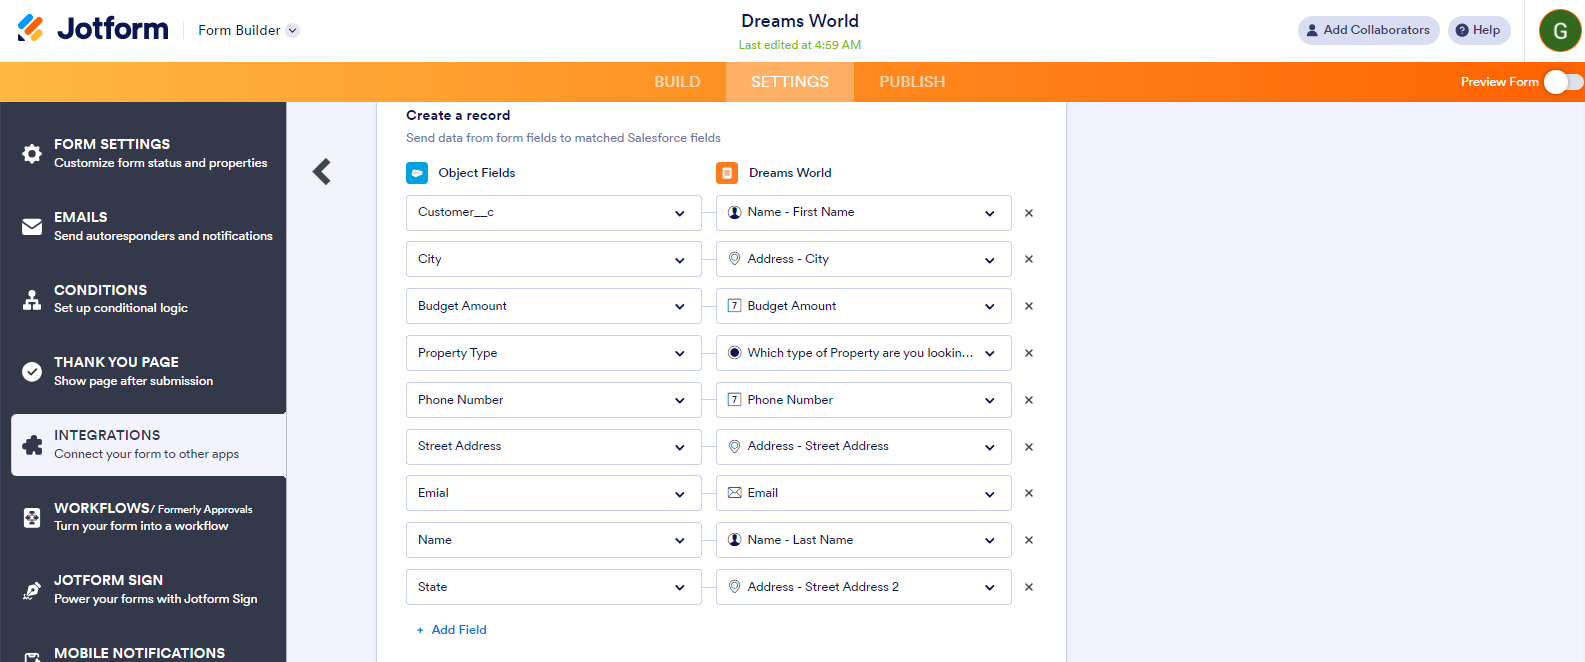 Jotform
Form Builder
Dreams World
Last edited at 4:59 AM
Add Collaborators
? Help
G
BUILD
SETTINGS
PUBLISH
Preview Form
FORM SETTINGS
Customize form status and properties
EMAILS
Send autoresponders and notifications
CONDITIONS
Set up conditional logic
THANK YOU PAGE
Show page after submission
INTEGRATIONS
Connect your form to other apps
WORKFLOWS/ Formerly Approvals
Turn your form into a workflow
JOTFORM SIGN
Power your forms with Jotform Sign
MOBILE NOTIFICATIONS
Create a record
Send data from form fields to matched Salesforce fields
Object Fields
Dreams World
Customer__c
Name - First Name
City
Address - City
Budget Amount
7 Budget Amount
Property Type
Which type of Property are you lookin...
Phone Number
7 Phone Number
Street Address
Address - Street Address
Emial
Email
Name
Name - Last Name
State
Address - Street Address 2
+ Add Field